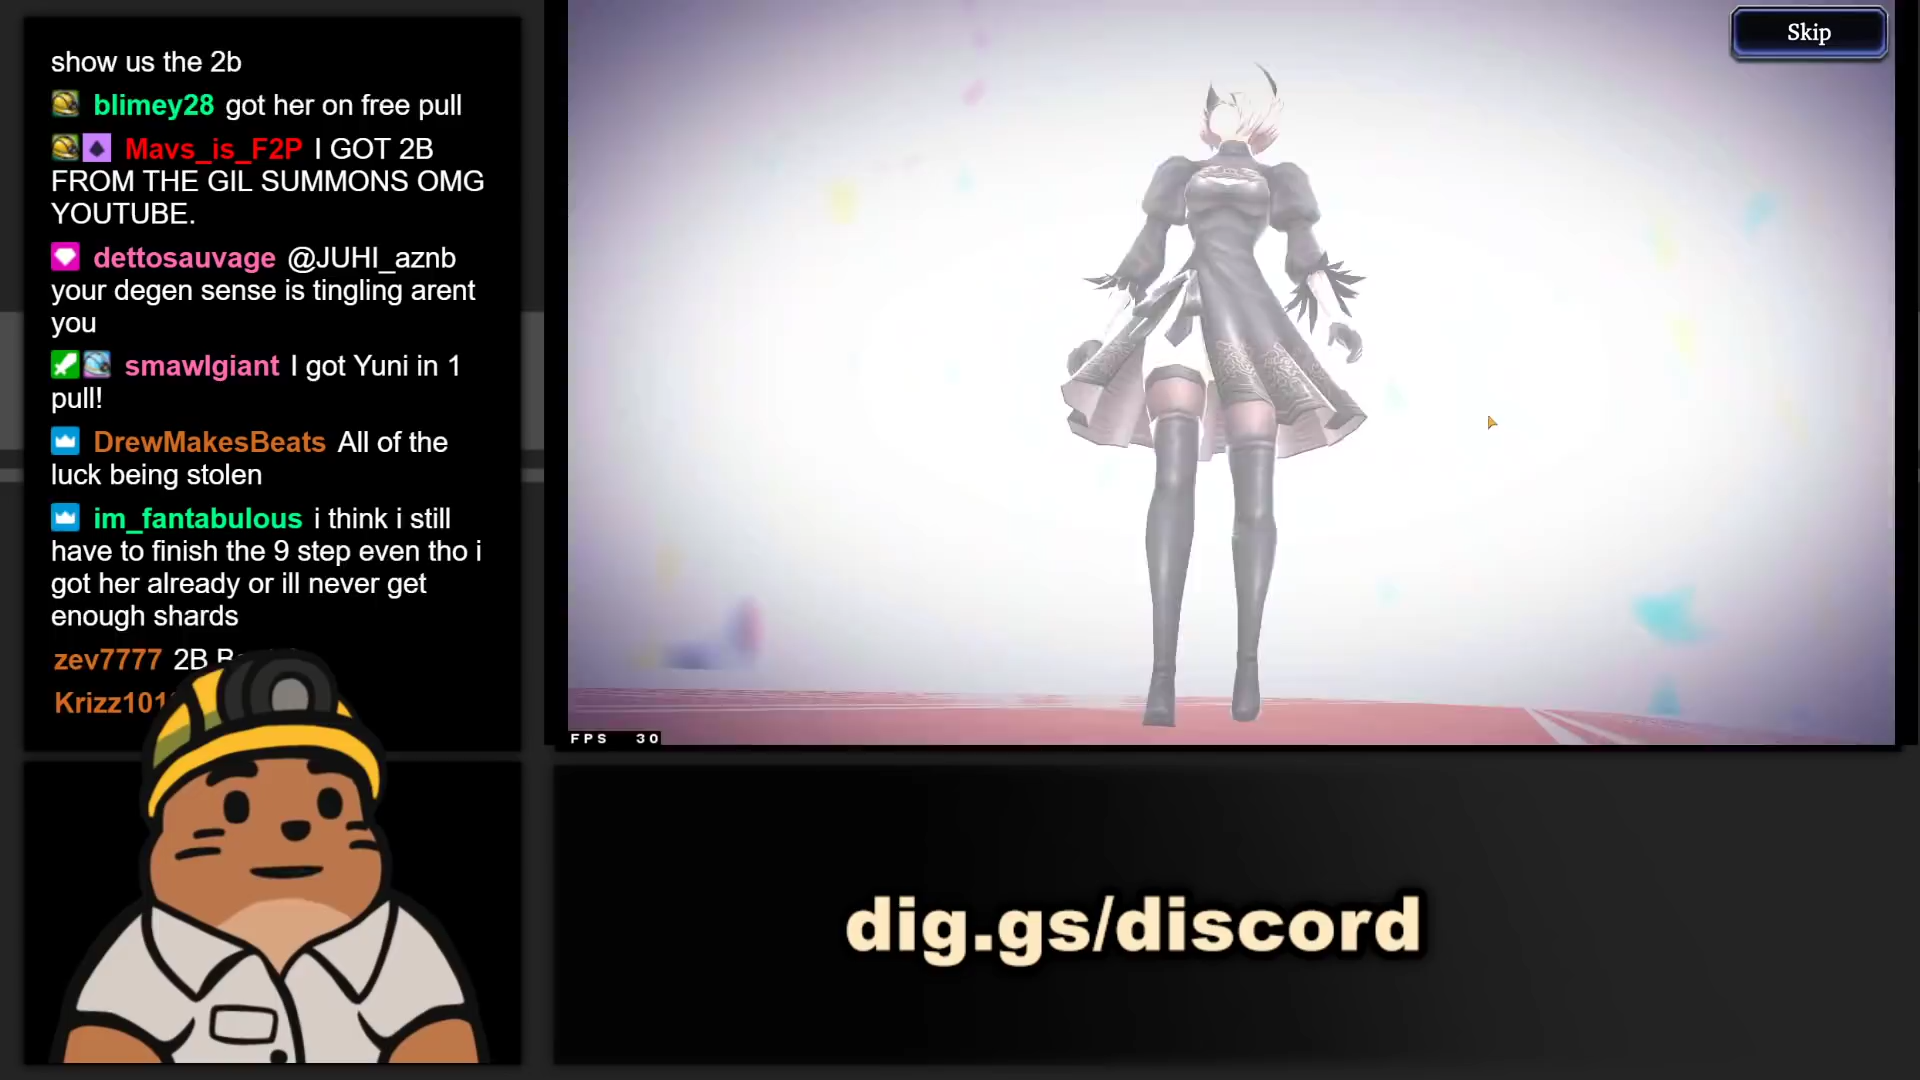 show us the 2b
blimey28 got her on free pull
Mavs_is_F2P I GOT 2B
FROM THE GIL SUMMONS OMG
YOUTUBE.
dettosauvage @JUHI_aznb
your degen sense is tingling arent
you
smawlgiant I got Yuni in 1
pull!
DrewMakesBeats All of the
luck being stolen
im_fantabulous i think i still
have to finish the 9 step even tho i
got her already or ill never get
enough shards
zev7777 2B
Skip
FPS 30
dig.gs/discord